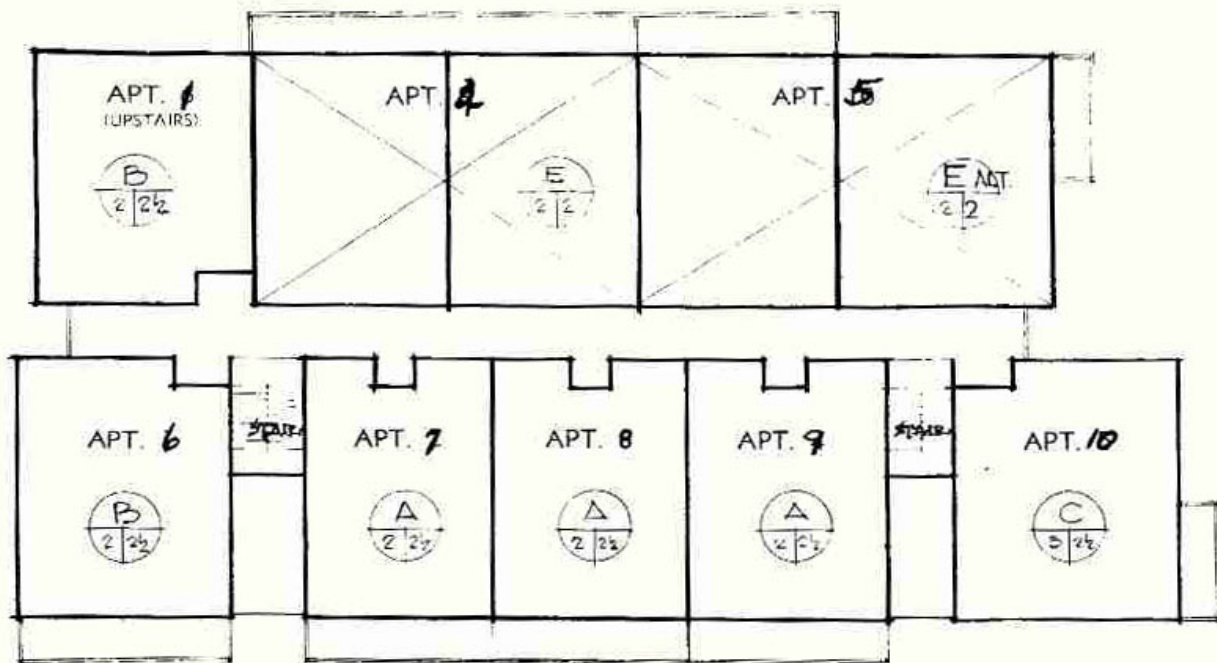 APT. 1
(UPSTAIRS)
B
2 2½
APT. 4
E
2 2
APT. 5
E ADT.
2 2
APT. 6
B
2 2½
STAIR
APT. 7
A
2 2½
APT. 8
A
2 2½
APT. 9
A
2 2½
STAIR
APT. 10
C
3 2½